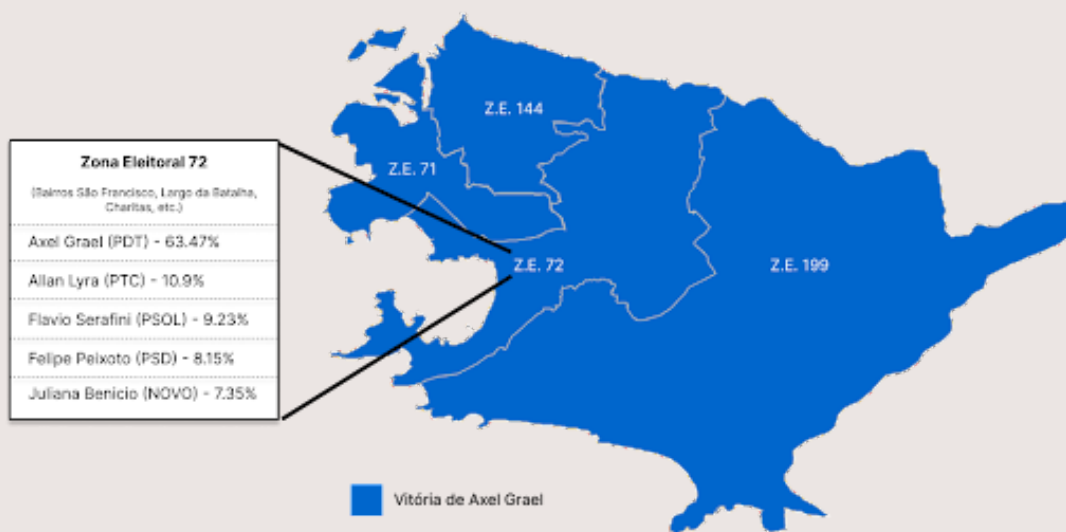 Z.E. 144
Z.E. 71
Zona Eleitoral 72
(Bairros São Francisco, Largo da Batalha,
Charitas, etc.)
Axel Grael (PDT) - 63.47%
Allan Lyra (PTC) - 10.9%
Flavio Serafini (PSOL) - 9.23%
Felipe Peixoto (PSD) - 8.15%
Juliana Benicio (NOVO) - 7.35%
Z.E. 72
Z.E. 199
Vitória de Axel Grael